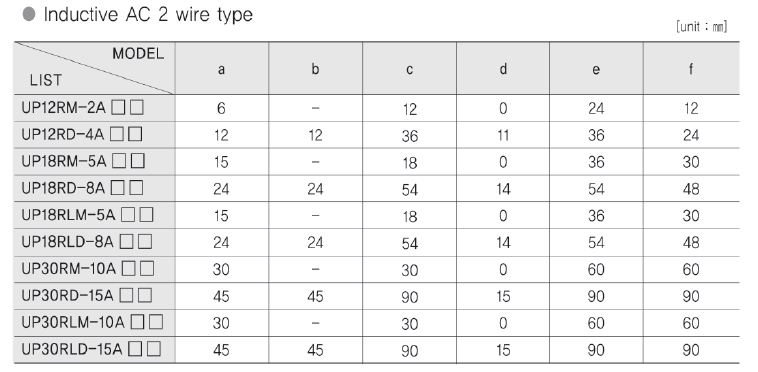 ● Inductive AC 2 wire type
[unit : ㎜]
MODEL
LIST a b c d e f
UP12RM-2A □ □ 6 - 12 0 24 12
UP12RD-4A □ □ 12 12 36 11 36 24
UP18RM-5A □ □ 15 - 18 0 36 30
UP18RD-8A □ □ 24 24 54 14 54 48
UP18RLM-5A □ □ 15 - 18 0 36 30
UP18RLD-8A □ □ 24 24 54 14 54 48
UP30RM-10A □ □ 30 - 30 0 60 60
UP30RD-15A □ □ 45 45 90 15 90 90
UP30RLM-10A □ □ 30 - 30 0 60 60
UP30RLD-15A □ □ 45 45 90 15 90 90